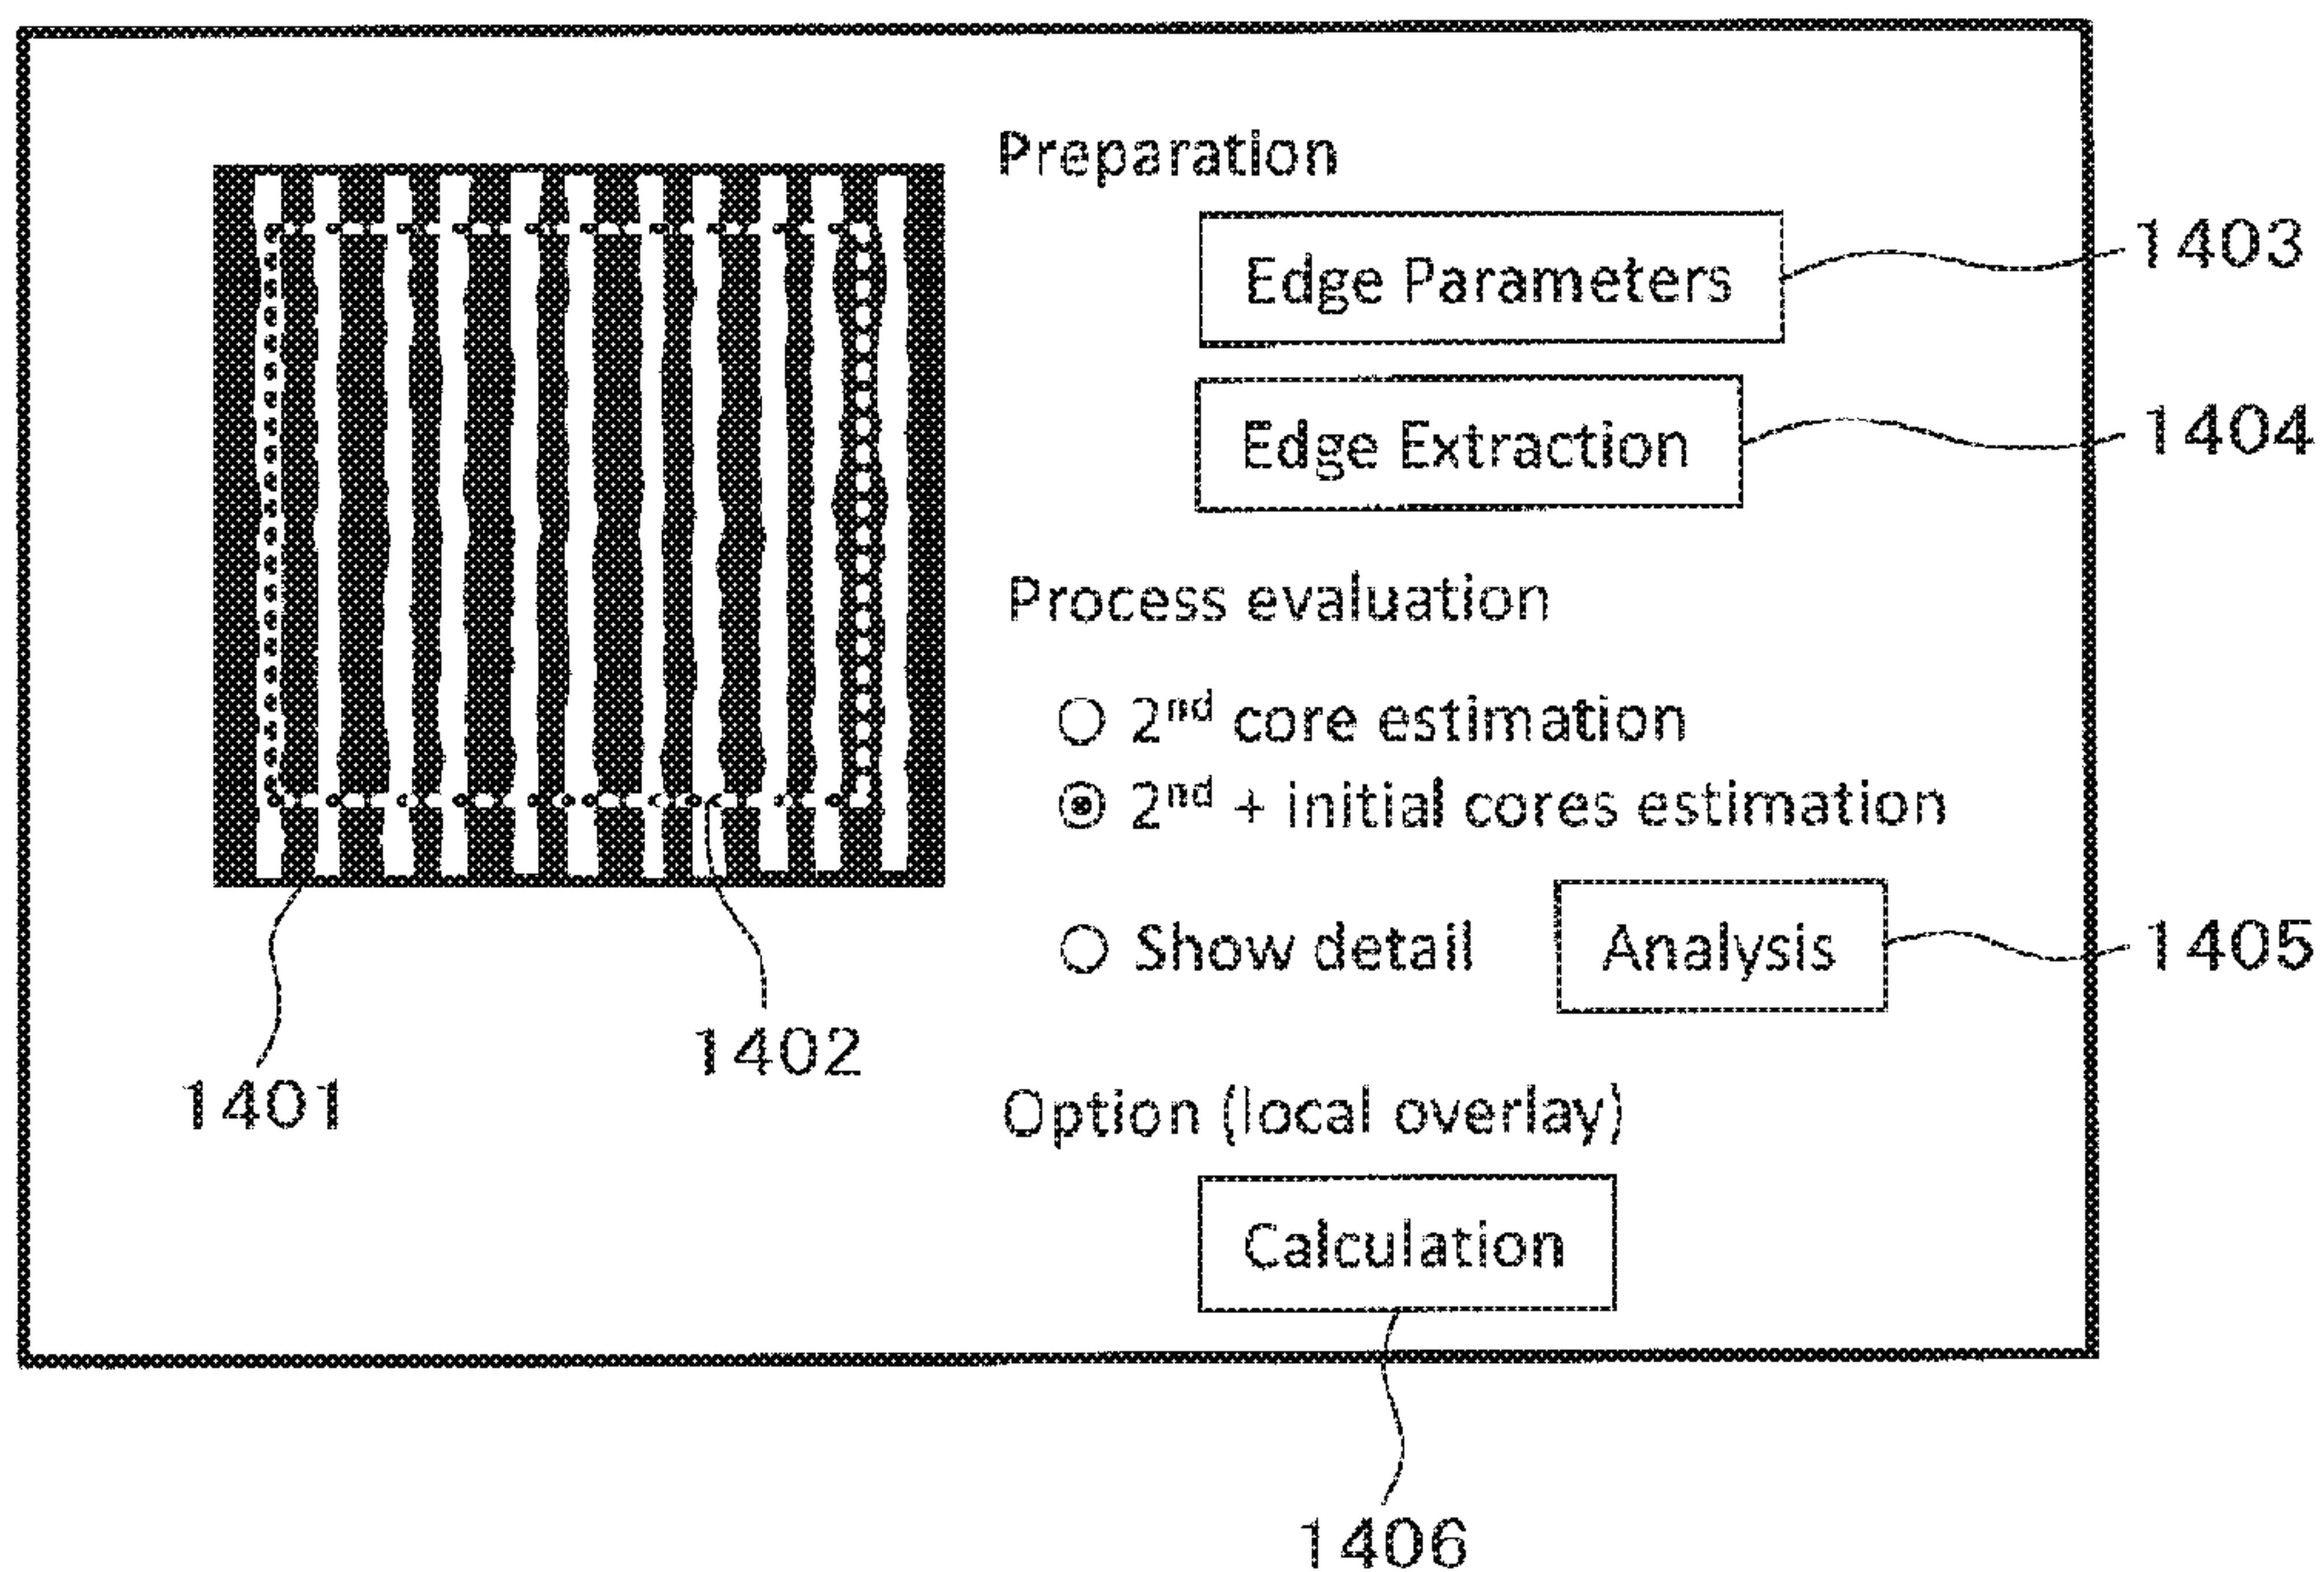 Preparation
Edge Parameters
1403
Edge Extraction
1404
Process evaluation
2nd core estimation
2nd + initial cores estimation
Show detail
Analysis
1405
1402
1401
Option (local overlay)
Calculation
1406